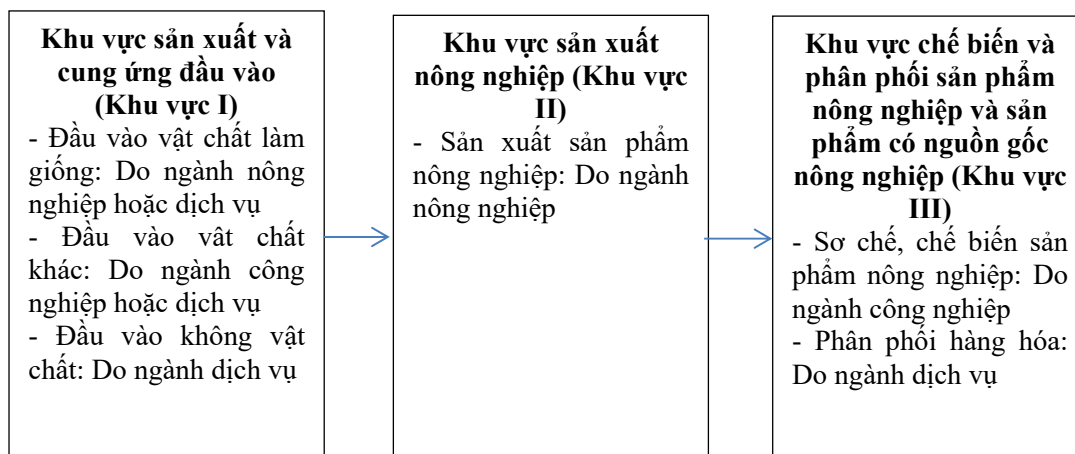 Khu vực sản xuất và
cung ứng đầu vào
(Khu vực I)
- Đầu vào vật chất làm
giống: Do ngành nông
nghiệp hoặc dịch vụ
- Đầu vào vât chất
khác: Do ngành công
nghiệp hoặc dịch vụ
- Đầu vào không vật
chất: Do ngành dịch vụ
Khu vực sản xuất
nông nghiệp (Khu vực
II)
- Sản xuất sản phẩm
nông nghiệp: Do ngành
nông nghiệp
Khu vực chế biến và
phân phối sản phẩm
nông nghiệp và sản
phẩm có nguồn gốc
nông nghiệp (Khu vực
III)
- Sơ chế, chế biến sản
phẩm nông nghiệp: Do
ngành công nghiệp
- Phân phối hàng hóa:
Do ngành dịch vụ